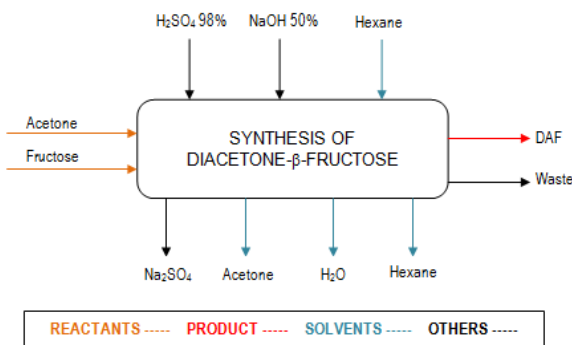 H₂SO₄ 98% NaOH 50% Hexane
Acetone
Fructose
SYNTHESIS OF
DIACETONE-β-FRUCTOSE
DAF
Waste
Na₂SO₄ Acetone H₂O Hexane
REACTANTS ----- PRODUCT ----- SOLVENTS ----- OTHERS -----